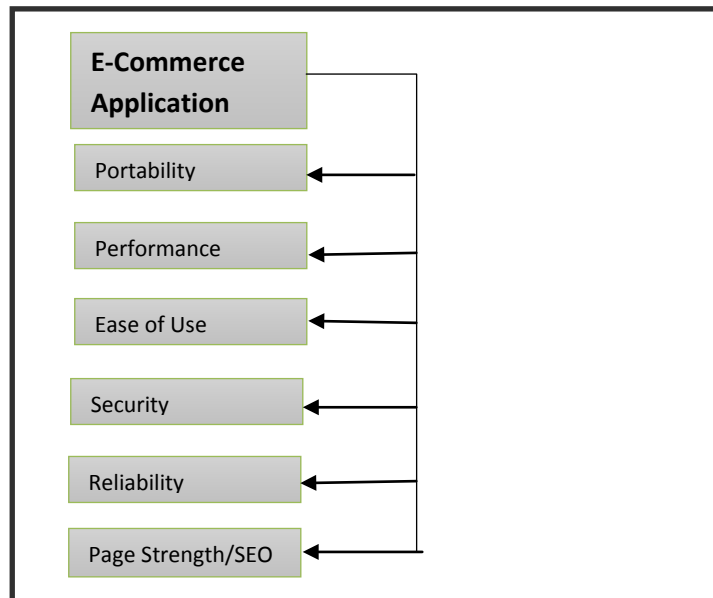 E-Commerce
Application
Portability
Performance
Ease of Use
Security
Reliability
Page Strength/SEO